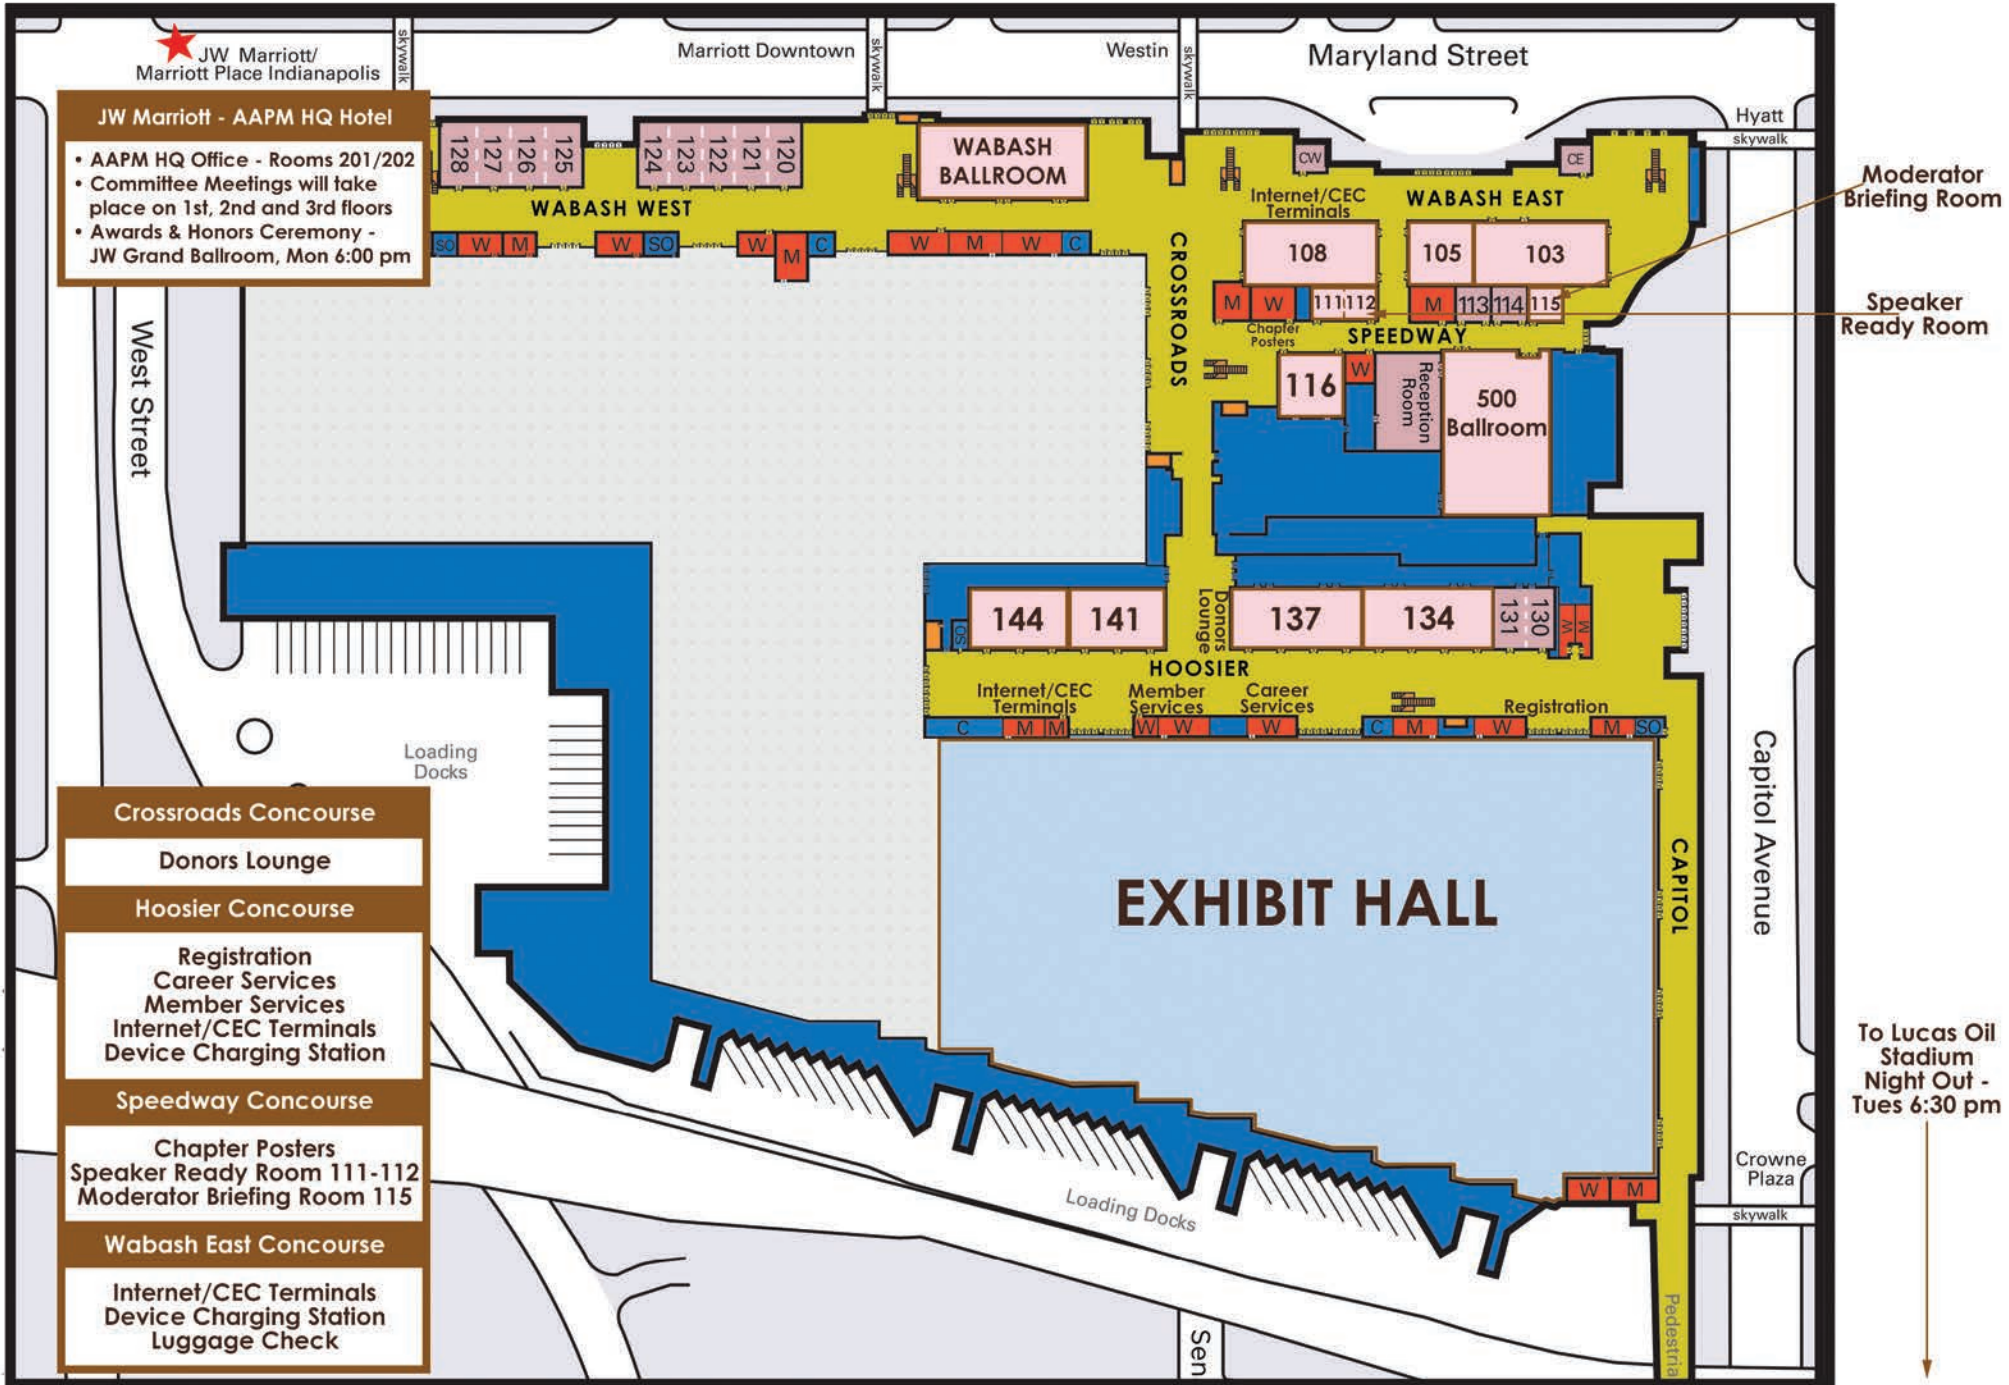 JW Marriott/
Marriott Place Indianapolis
skywalk
Marriott Downtown
skywalk
Westin
skywalk
Maryland Street
Hyatt
skywalk
JW Marriott - AAPM HQ Hotel
• AAPM HQ Office - Rooms 201/202
• Committee Meetings will take
place on 1st, 2nd and 3rd floors
• Awards & Honors Ceremony -
JW Grand Ballroom, Mon 6:00 pm
128
127
126
125
124
123
122
121
120
WABASH
BALLROOM
WABASH WEST
SO W M
W SO
W M C
W M W C
CROSSROADS
CW
CE
Internet/CEC
Terminals
WABASH EAST
108
105
103
M W
111
112
M
113
114
115
Moderator
Briefing Room
Speaker
Ready Room
Chapter
Posters
SPEEDWAY
116
W
Reception
Room
500
Ballroom
West Street
SO
144
141
Donors
Lounge
137
134
131
130
W
M
HOOSIER
Internet/CEC
Terminals
Member
Services
Career
Services
Registration
C M M
W W
W
C M
W
M SO
Loading
Docks
EXHIBIT HALL
CAPITOL
Capitol Avenue
Crossroads Concourse
Donors Lounge
Hoosier Concourse
Registration
Career Services
Member Services
Internet/CEC Terminals
Device Charging Station
Speedway Concourse
Chapter Posters
Speaker Ready Room 111-112
Moderator Briefing Room 115
Wabash East Concourse
Internet/CEC Terminals
Device Charging Station
Luggage Check
To Lucas Oil
Stadium
Night Out -
Tues 6:30 pm
Crowne
Plaza
skywalk
W M
Loading Docks
Sen
Pedestria